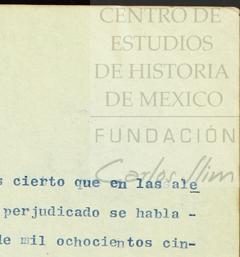 CENTRO DE
ESTUDIOS
DE HISTORIA
DE MEXICO
FUNDACIÓN
Carlos Slim
s cierto que en las ale
perjudicado se habla -
de mil ochocientos cin-